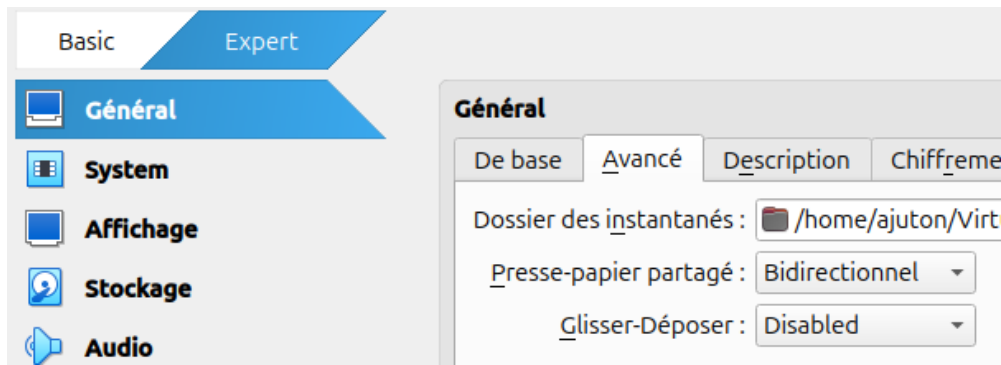 Basic Expert
Général
System
Affichage
Stockage
Audio
Général
De base Avancé Description Chiffreme
Dossier des instantanés : /home/ajuton/Virt
Presse-papier partagé : Bidirectionnel
Glisser-Déposer : Disabled